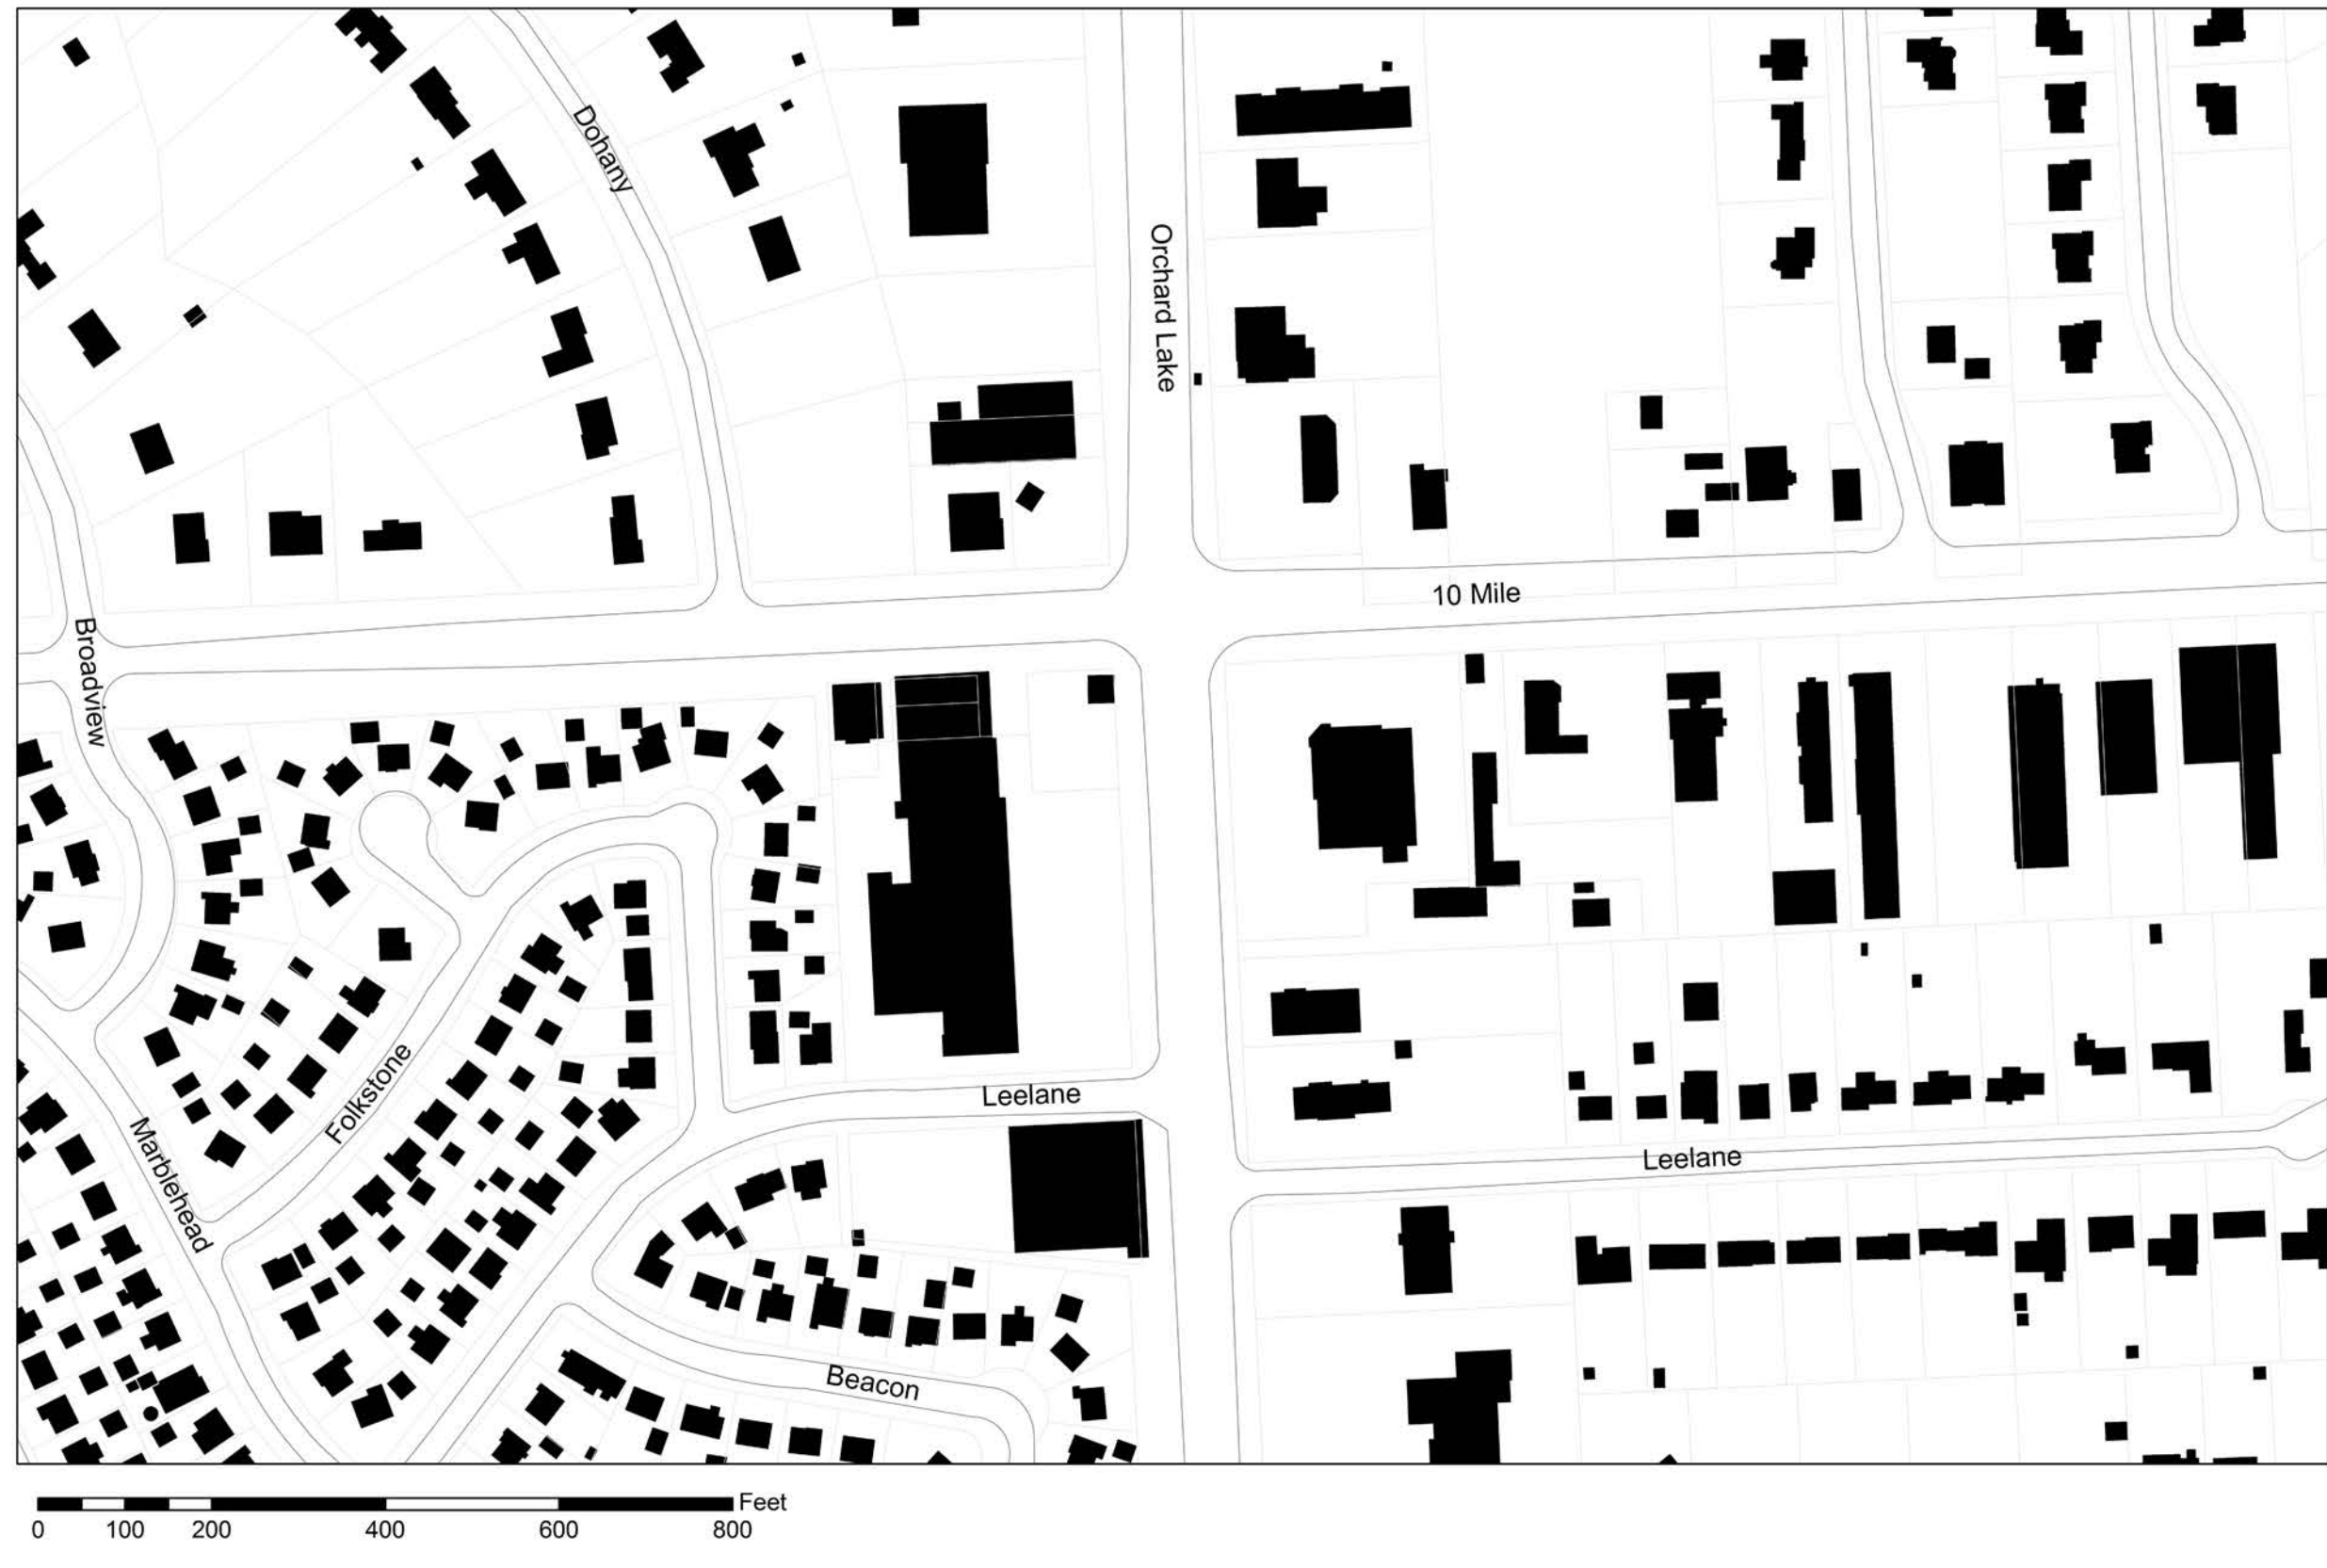 Dohany
Orchard Lake
10 Mile
Broadview
Folkstone
Leelane
Marblehead
Leelane
Beacon
Feet
0 100 200 400 600 800